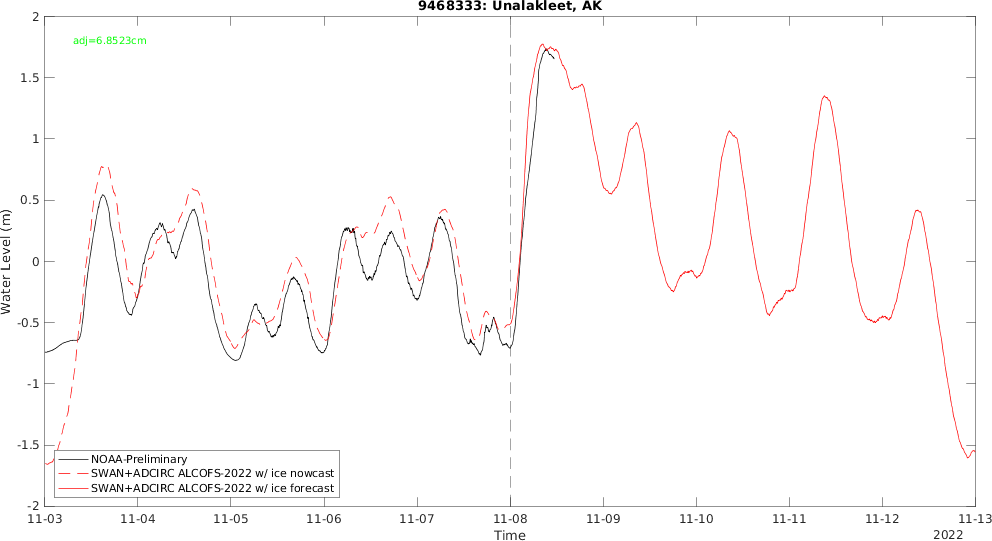 9468333: Unalakleet, AK
adj=6.8523cm
2
1.5
1
0.5
0
-0.5
-1
-1.5
-2
Water Level (m)
NOAA-Preliminary
SWAN+ADCIRC ALCOFS-2022 w/ ice nowcast
SWAN+ADCIRC ALCOFS-2022 w/ ice forecast
11-03 11-04 11-05 11-06 11-07 11-08 11-09 11-10 11-11 11-12 11-13
Time
2022